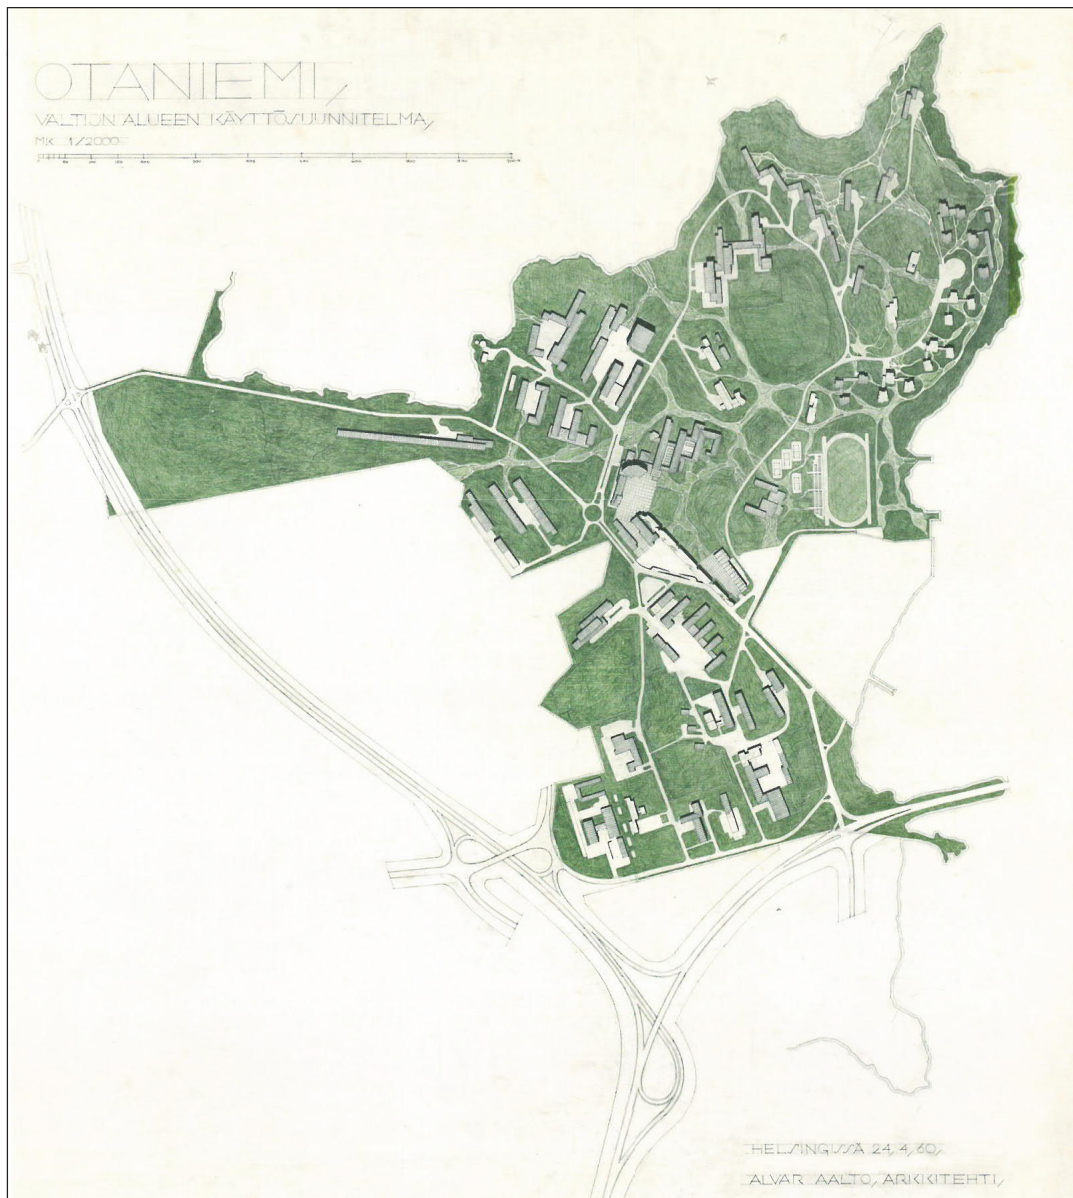 OTANIEMI,
VALTION ALUEEN KÄYTTÖSUUNNITELMA,
MK 1/2000
HELSINGISSÄ 24/4/60,
ALVAR AALTO, ARKKITEHTI,